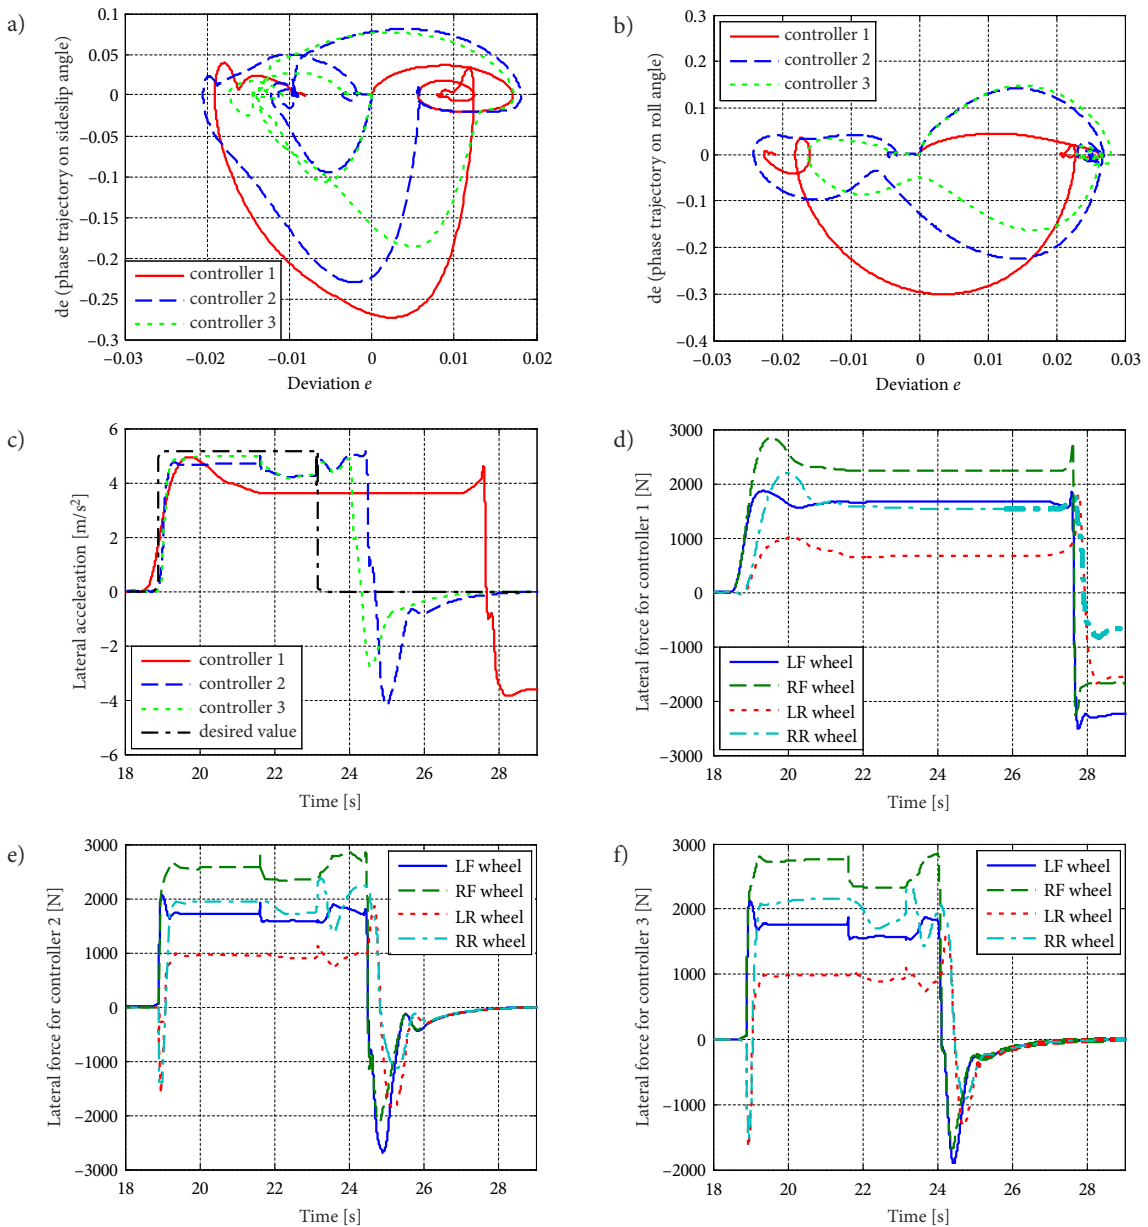 a)
de (phase trajectory on sideslip angle)
0.1
0.05
0
−0.05
−0.1
−0.15
−0.2
−0.25
−0.3
controller 1
controller 2
controller 3
−0.03
−0.02
−0.01
0
0.01
0.02
Deviation e
b)
de (phase trajectory on roll angle)
0.3
0.2
0.1
0
−0.1
−0.2
−0.3
−0.4
controller 1
controller 2
controller 3
−0.03
−0.02
−0.01
0
0.01
0.02
0.03
Deviation e
c)
Lateral acceleration [m/s²]
6
4
2
0
−2
−4
−6
controller 1
controller 2
controller 3
desired value
18
20
22
24
26
28
Time [s]
d)
Lateral force for controller 1 [N]
3000
2000
1000
0
−1000
−2000
−3000
LF wheel
RF wheel
LR wheel
RR wheel
18
20
22
24
26
28
Time [s]
e)
Lateral force for controller 2 [N]
3000
2000
1000
0
−1000
−2000
−3000
LF wheel
RF wheel
LR wheel
RR wheel
18
20
22
24
26
28
Time [s]
f)
Lateral force for controller 3 [N]
3000
2000
1000
0
−1000
−2000
LF wheel
RF wheel
LR wheel
RR wheel
18
20
22
24
26
28
Time [s]